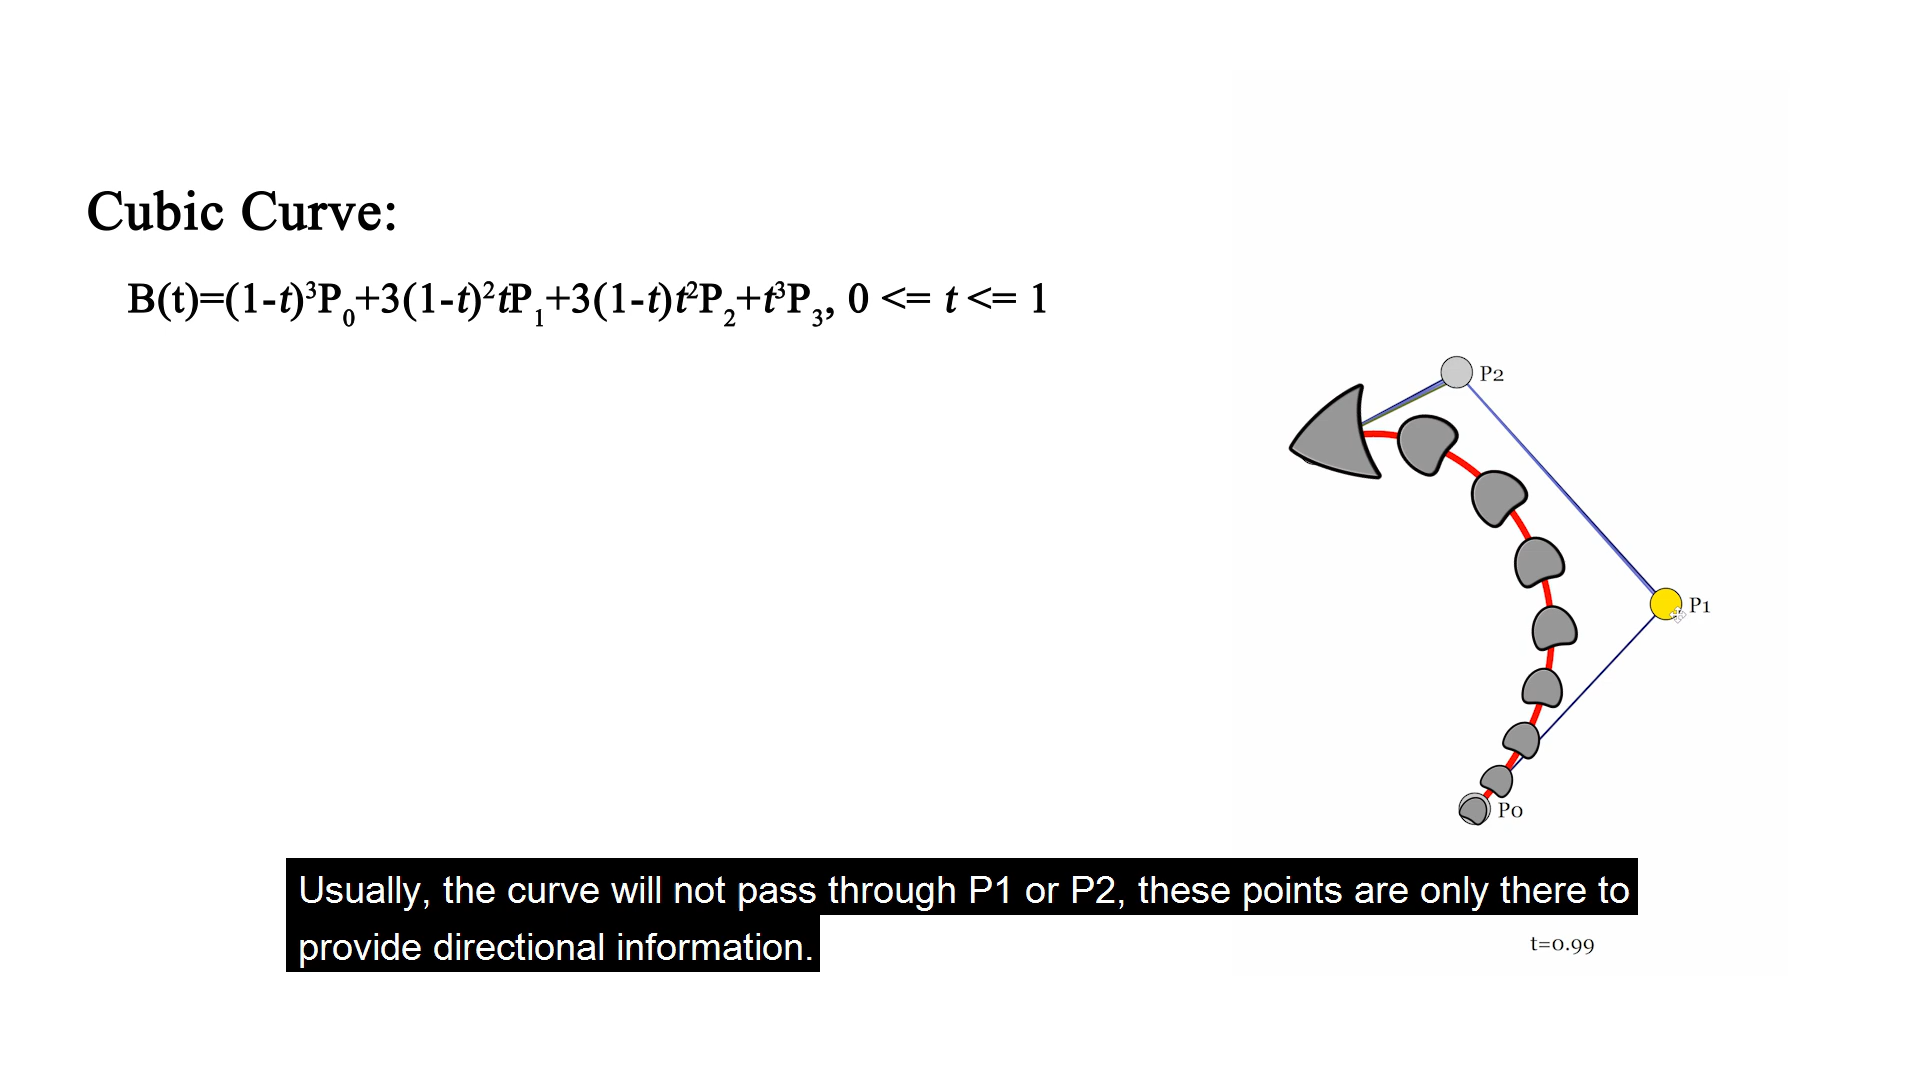 Cubic Curve:
B(t)=(1-t)³P₀+3(1-t)²tP₁+3(1-t)t²P₂+t³P₃, 0 <= t <= 1
P2
P1
P0
Usually, the curve will not pass through P1 or P2, these points are only there to
provide directional information.
t=0.99